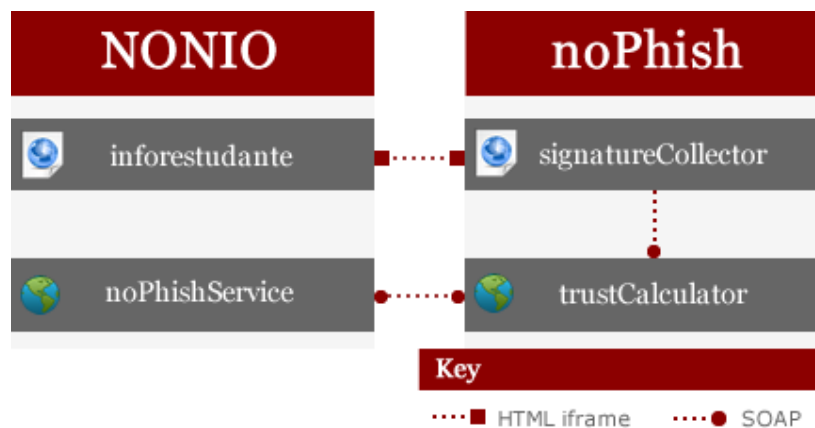 NONIO
noPhish
inforestudante
signatureCollector
noPhishService
trustCalculator
Key
HTML iframe
SOAP